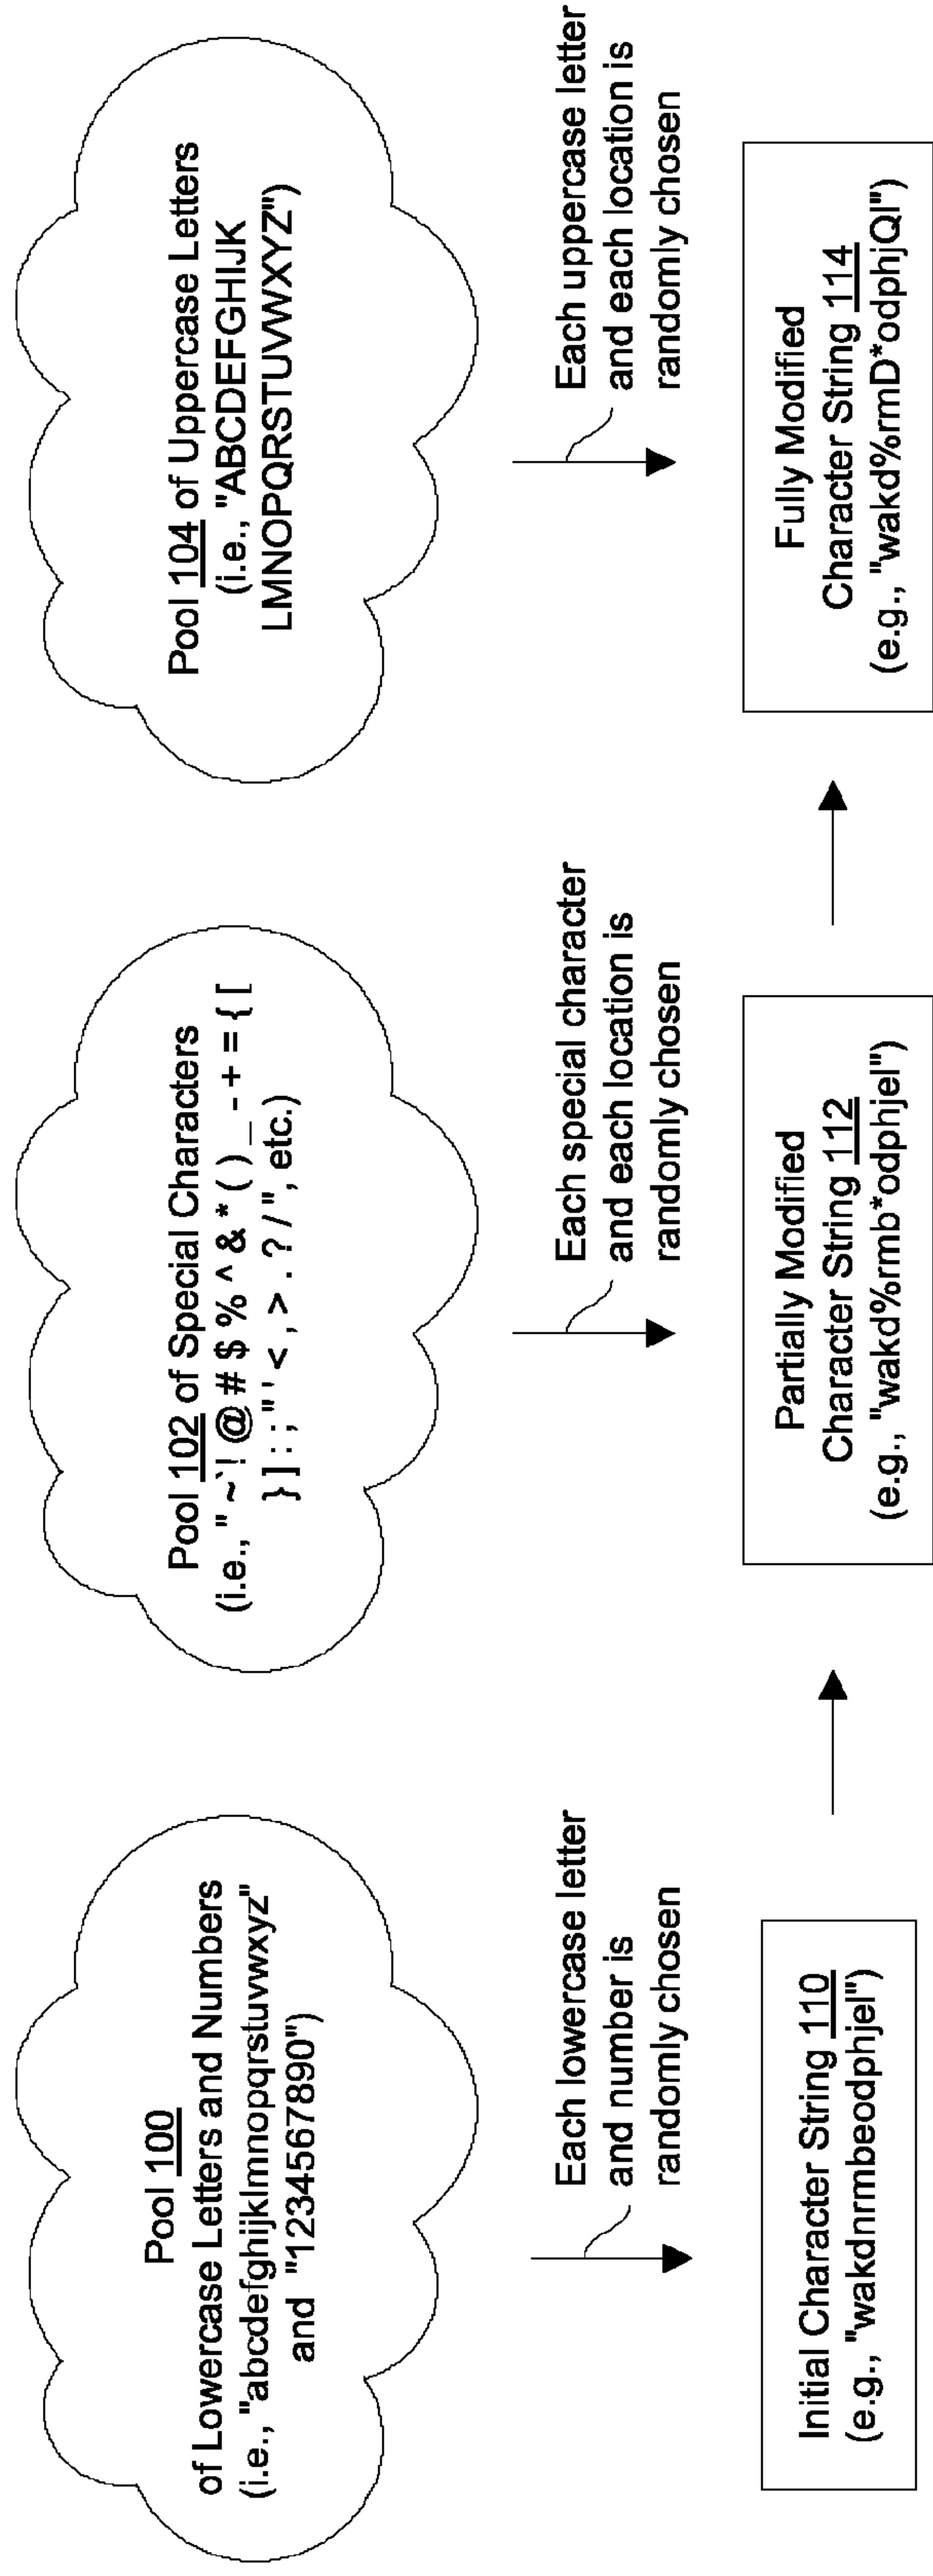 Pool 100
of Lowercase Letters and Numbers
(i.e., "abcdefghijklmnopqrstuvwxyz"
and "1234567890")
Each lowercase letter
and number is
randomly chosen
Initial Character String 110
(e.g., "wakdnrmbeodphjel")
Pool 102 of Special Characters
(i.e., " ~`! @ # $ % ^ & * ( ) _ - + = { [
} ] : ; " ' < , > . ? / ", etc.)
Each special character
and each location is
randomly chosen
Partially Modified
Character String 112
(e.g., "wakd%rmb*odphjel")
Pool 104 of Uppercase Letters
(i.e., "ABCDEFGHIJK
LMNOPQRSTUVWXYZ")
Each uppercase letter
and each location is
randomly chosen
Fully Modified
Character String 114
(e.g., "wakd%rmD*odphjQl")